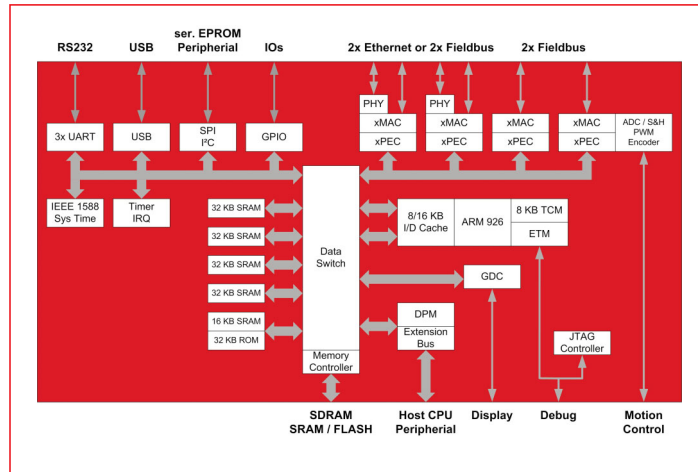 ser. EPROM
RS232
USB
Peripherial
IOs
2x Ethernet or 2x Fieldbus
2x Fieldbus
PHY
PHY
3x UART
USB
SPI
I²C
GPIO
xMAC
xPEC
xMAC
xPEC
xMAC
xPEC
xMAC
xPEC
ADC / S&H
PWM
Encoder
IEEE 1588
Sys Time
Timer
IRQ
32 KB SRAM
32 KB SRAM
32 KB SRAM
32 KB SRAM
16 KB SRAM
32 KB ROM
Data
Switch
Memory
Controller
8/16 KB
I/D Cache
ARM 926
8 KB TCM
ETM
GDC
DPM
Extension
Bus
JTAG
Controller
SDRAM
SRAM / FLASH
Host CPU
Peripherial
Display
Debug
Motion
Control